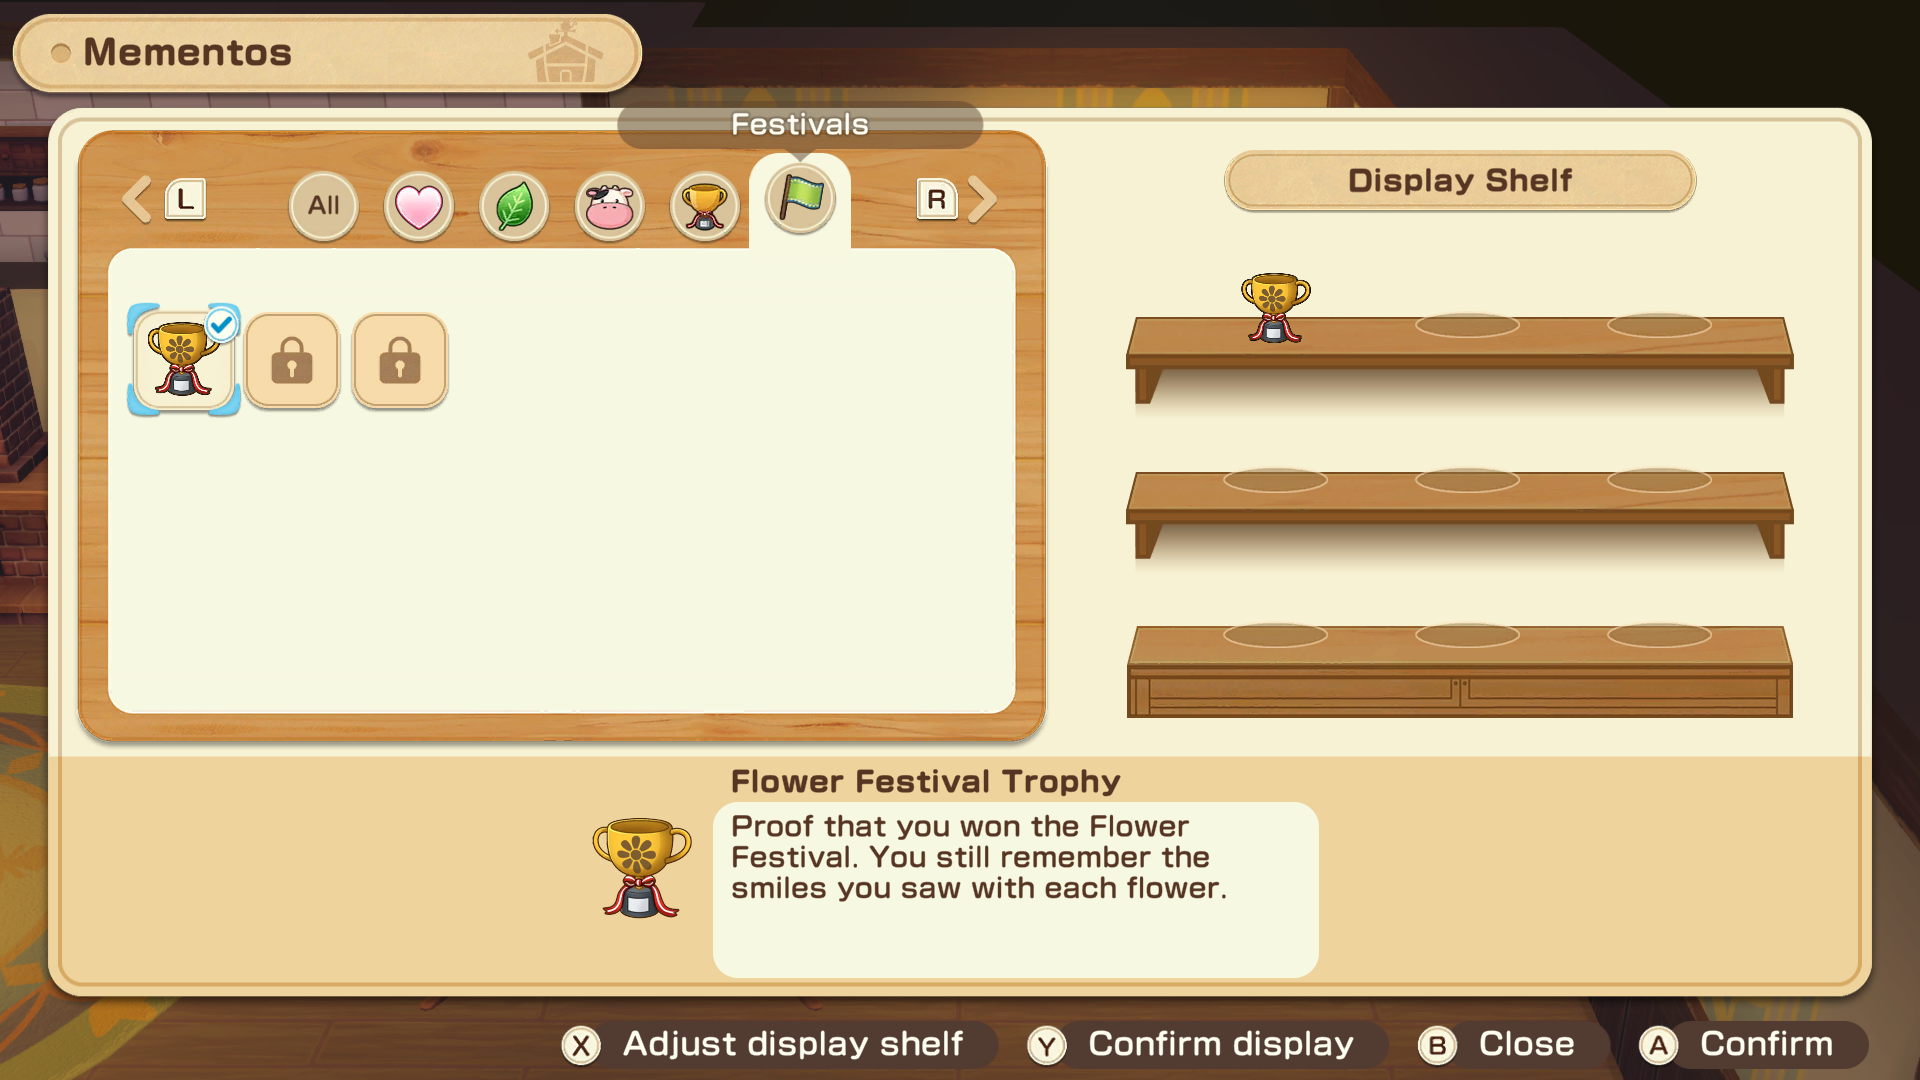 Mementos
Festivals
L
All
R
Display Shelf
Flower Festival Trophy
Proof that you won the Flower
Festival. You still remember the
smiles you saw with each flower.
X Adjust display shelf
Y Confirm display
B Close
A Confirm